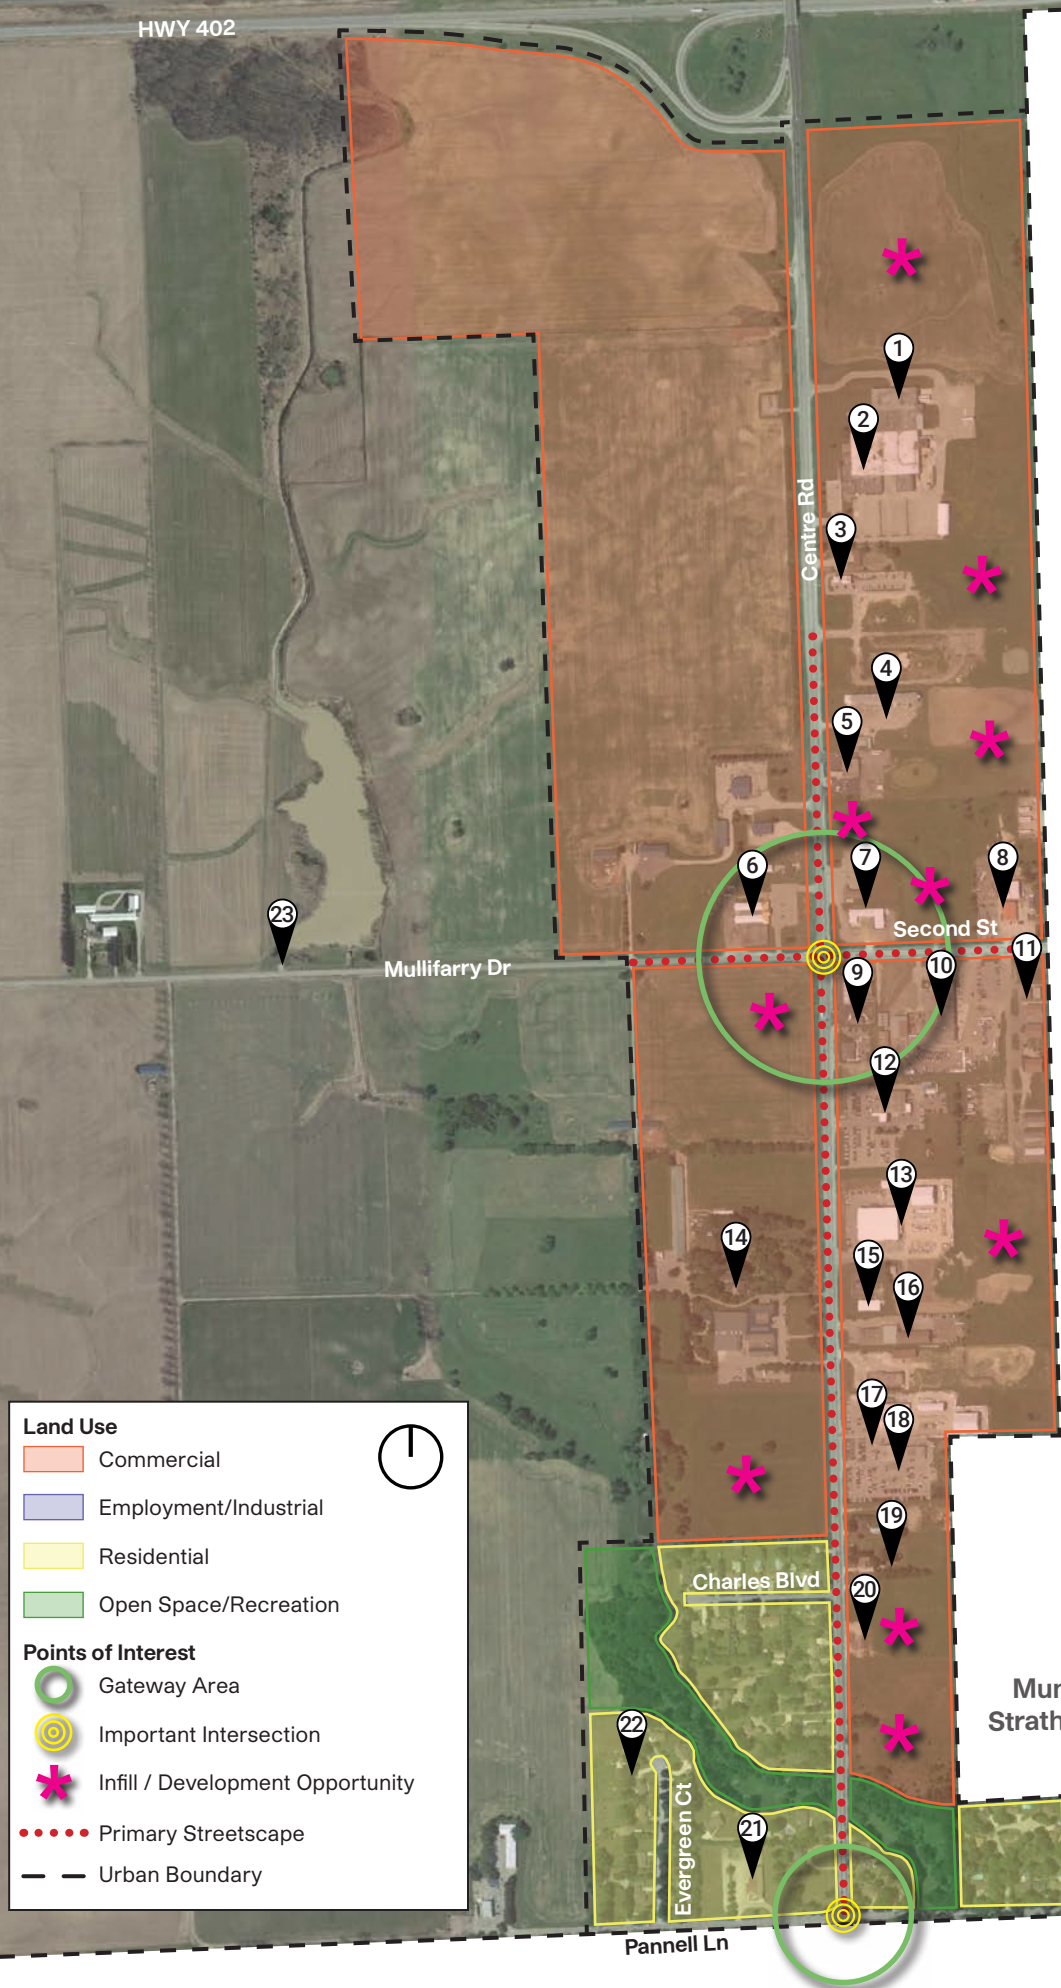 HWY 402
1
2
Centre Rd
3
4
5
6
7
8
Second St
23
Mullifarry Dr
9
10
11
12
13
14
15
16
17
18
19
20
Charles Blvd
Land Use
Commercial
Employment/Industrial
Residential
Open Space/Recreation
Points of Interest
Gateway Area
Important Intersection
Infill / Development Opportunity
Primary Streetscape
Urban Boundary
Mun
Strath
22
Evergreen Ct
21
Pannell Ln